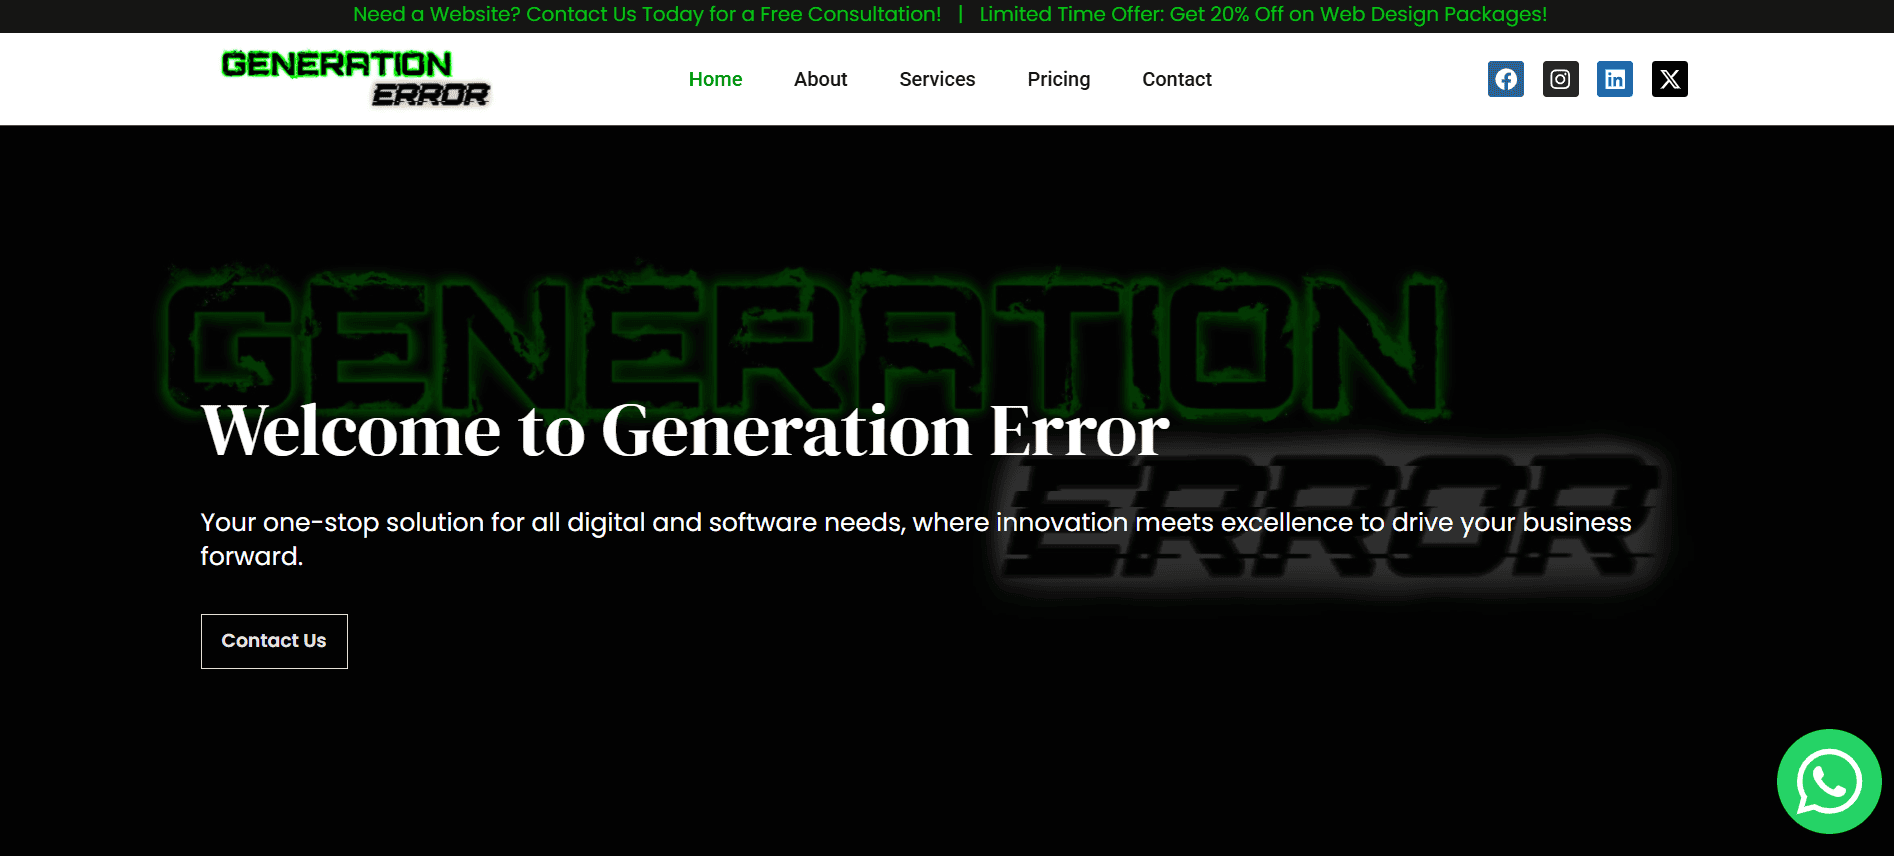 Need a Website? Contact Us Today for a Free Consultation! | Limited Time Offer: Get 20% Off on Web Design Packages!
GENERATION
ERROR
Home About Services Pricing Contact
GENERATION
Welcome to Generation Error
ERROR
Your one-stop solution for all digital and software needs, where innovation meets excellence to drive your business
forward.
Contact Us